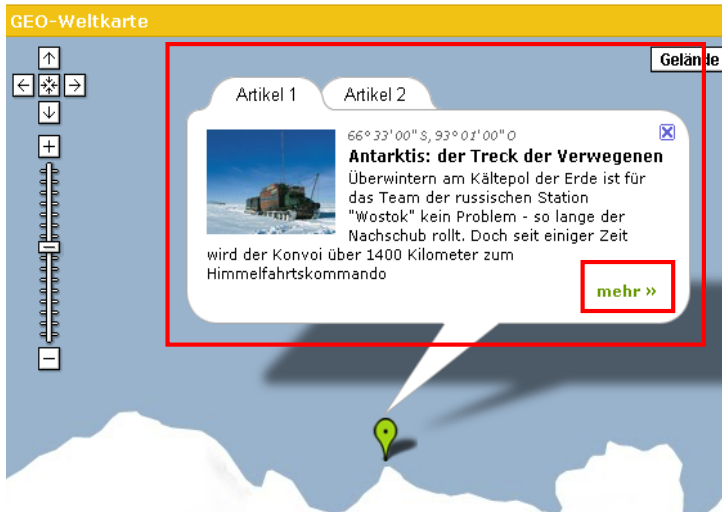 GEO-Weltkarte
Gelände
Artikel 1
Artikel 2
66° 33' 00" S, 93° 01' 00" O
Antarktis: der Treck der Verwegenen
Überwintern am Kältepol der Erde ist für
das Team der russischen Station
"Wostok" kein Problem - so lange der
Nachschub rollt. Doch seit einiger Zeit
wird der Konvoi über 1400 Kilometer zum
Himmelfahrtskommando
mehr »